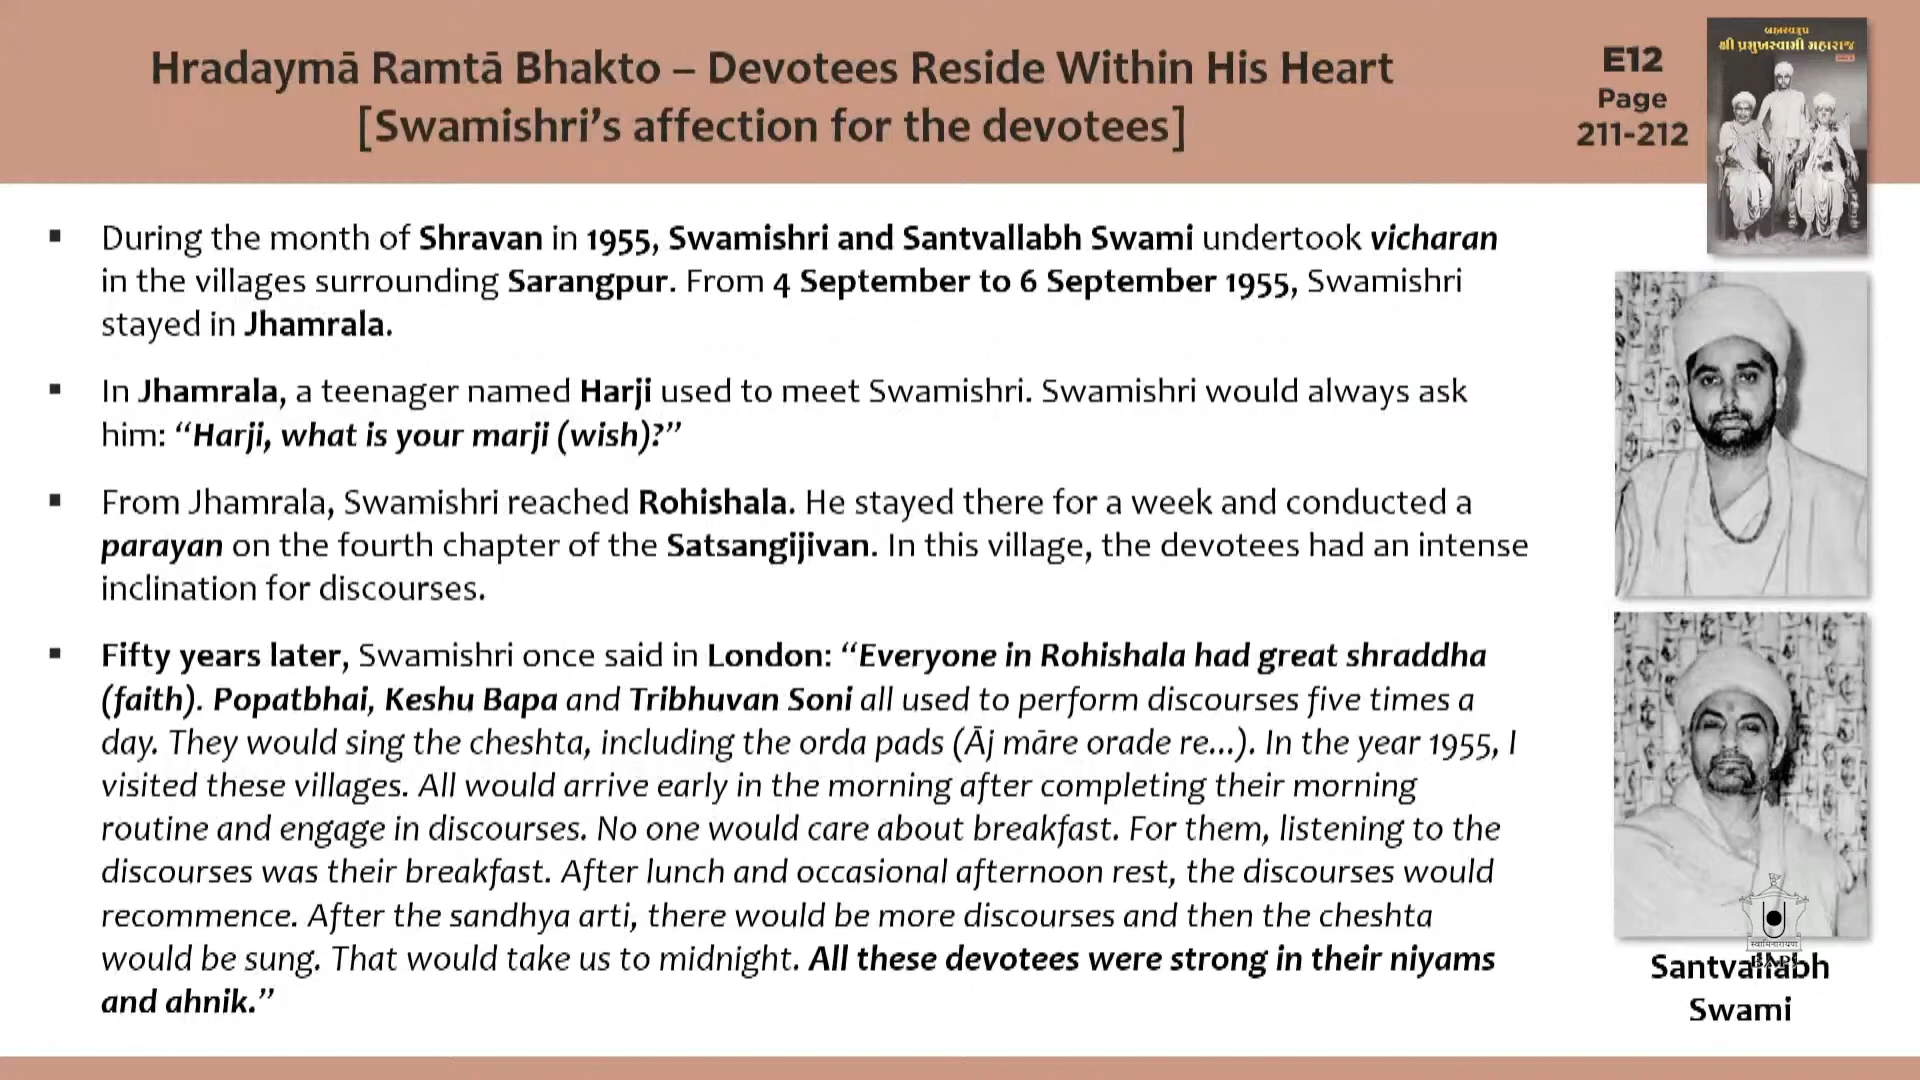 Hradaymā Ramtā Bhakto – Devotees Reside Within His Heart
[Swamishri’s affection for the devotees]
E12
Page
211-212
બ્રહ્મસ્વરૂપ
શ્રી પ્રમુખસ્વામી મહારાજ
▪ During the month of Shravan in 1955, Swamishri and Santvallabh Swami undertook vicharan
in the villages surrounding Sarangpur. From 4 September to 6 September 1955, Swamishri
stayed in Jhamrala.
▪ In Jhamrala, a teenager named Harji used to meet Swamishri. Swamishri would always ask
him: “Harji, what is your marji (wish)?”
▪ From Jhamrala, Swamishri reached Rohishala. He stayed there for a week and conducted a
parayan on the fourth chapter of the Satsangijivan. In this village, the devotees had an intense
inclination for discourses.
▪ Fifty years later, Swamishri once said in London: “Everyone in Rohishala had great shraddha
(faith). Popatbhai, Keshu Bapa and Tribhuvan Soni all used to perform discourses five times a
day. They would sing the cheshta, including the orda pads (Āj māre orade re...). In the year 1955, I
visited these villages. All would arrive early in the morning after completing their morning
routine and engage in discourses. No one would care about breakfast. For them, listening to the
discourses was their breakfast. After lunch and occasional afternoon rest, the discourses would
recommence. After the sandhya arti, there would be more discourses and then the cheshta
would be sung. That would take us to midnight. All these devotees were strong in their niyams
and ahnik.”
स्वामिनारायण
BAPS
Santvallabh
Swami